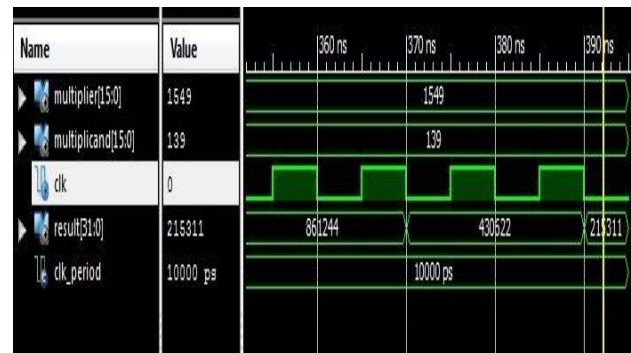 Name Value 360 ns 370 ns 380 ns 390 ns
multiplier[15:0] 1549 1549
multiplicand[15:0] 139 139
clk 0
result[31:0] 215311 861244 430622 215311
clk_period 10000 ps 10000 ps